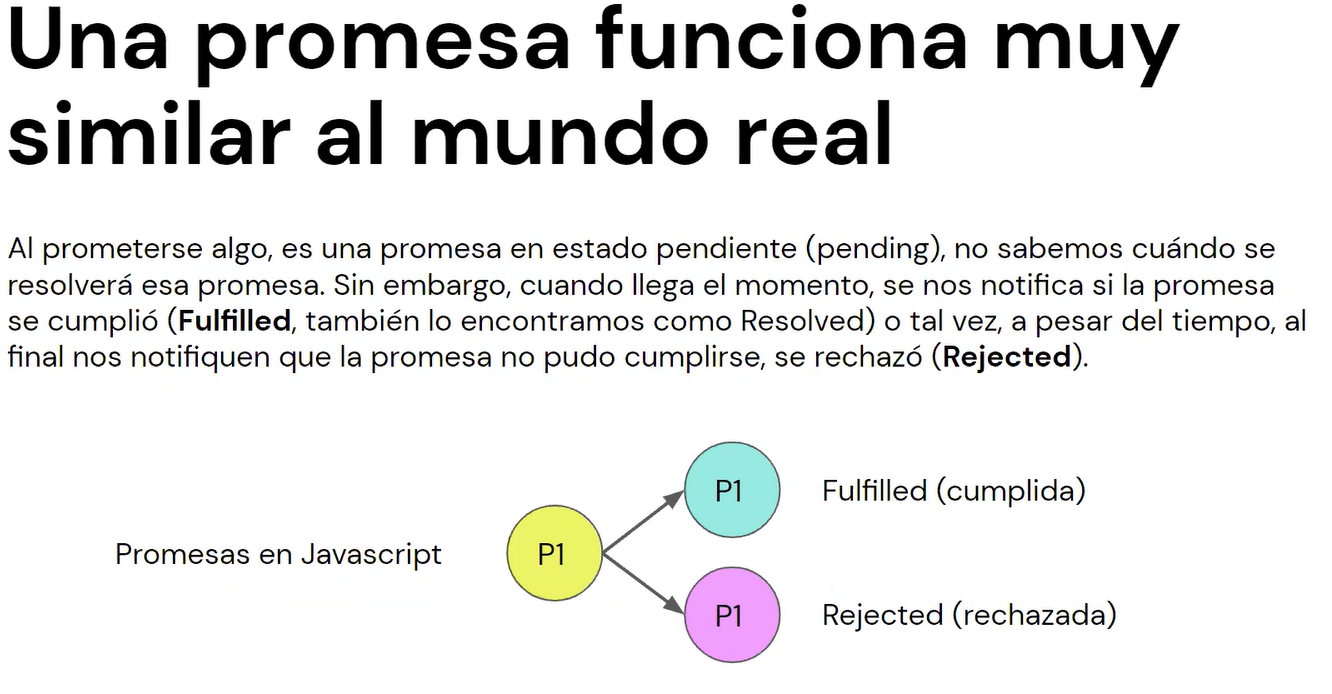 Una promesa funciona muy
similar al mundo real
Al prometerse algo, es una promesa en estado pendiente (pending), no sabemos cuándo se
resolverá esa promesa. Sin embargo, cuando llega el momento, se nos notifica si la promesa
se cumplió (Fulfilled, también lo encontramos como Resolved) o tal vez, a pesar del tiempo, al
final nos notifiquen que la promesa no pudo cumplirse, se rechazó (Rejected).
P1 Fulfilled (cumplida)
Promesas en Javascript P1
P1 Rejected (rechazada)